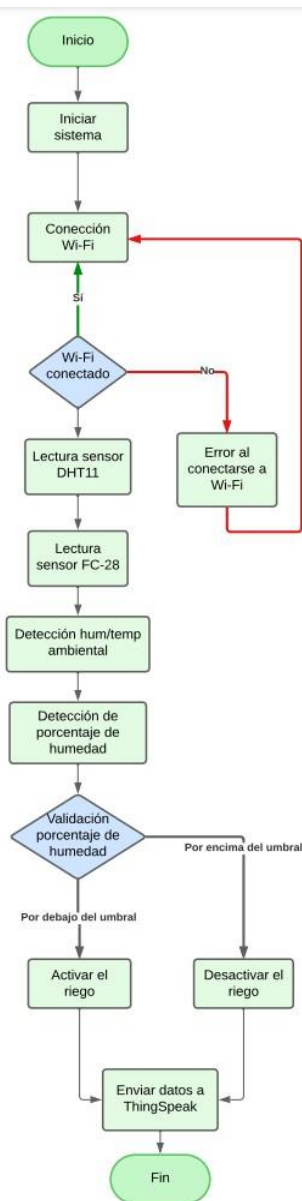 Inicio
Iniciar
sistema
Conección
Wi-Fi
Sí
Wi-Fi
conectado
No
Lectura sensor
DHT11
Error al
conectarse a
Wi-Fi
Lectura
sensor FC-28
Detección hum/temp
ambiental
Detección de
porcentaje de
humedad
Validación
porcentaje de
humedad
Por encima del umbral
Por debajo del umbral
Activar el
riego
Desactivar el
riego
Enviar datos a
ThingSpeak
Fin